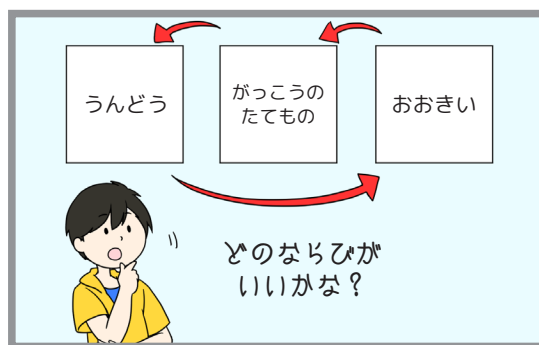 うんどう
がっこうの
たてもの
おおきい
どのならびが
いいかな？